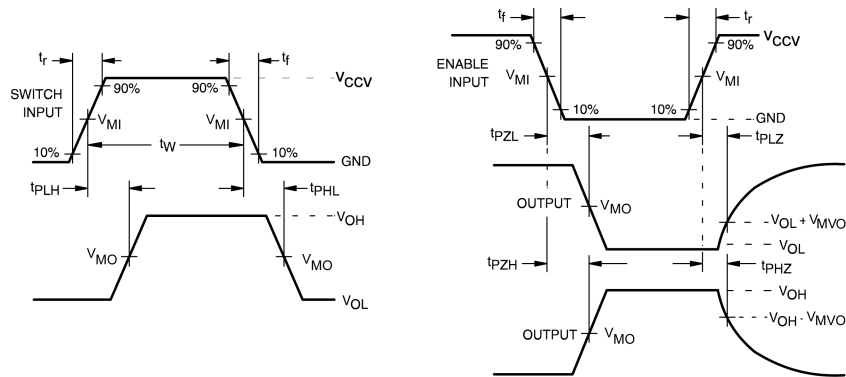 tr
tf
VCCV
SWITCH
INPUT
90%
90%
VMI
VMI
tW
10%
10%
GND
tPLH
tPHL
VOH
VMO
VMO
VOL
tf
tr
VCCV
90%
90%
ENABLE
INPUT
VMI
VMI
10%
10%
GND
tPZL
tPLZ
OUTPUT
VMO
VOL + VMVO
VOL
tPZH
tPHZ
VOH
VOH - VMVO
OUTPUT
VMO